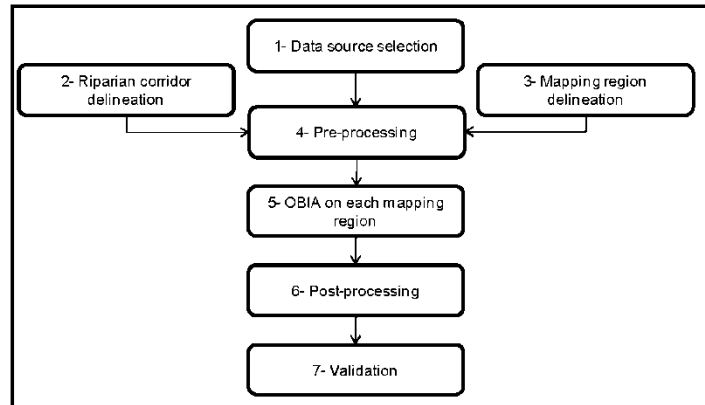 1- Data source selection
2- Riparian corridor
delineation
3- Mapping region
delineation
4- Pre-processing
5- OBIA on each mapping
region
6- Post-processing
7- Validation